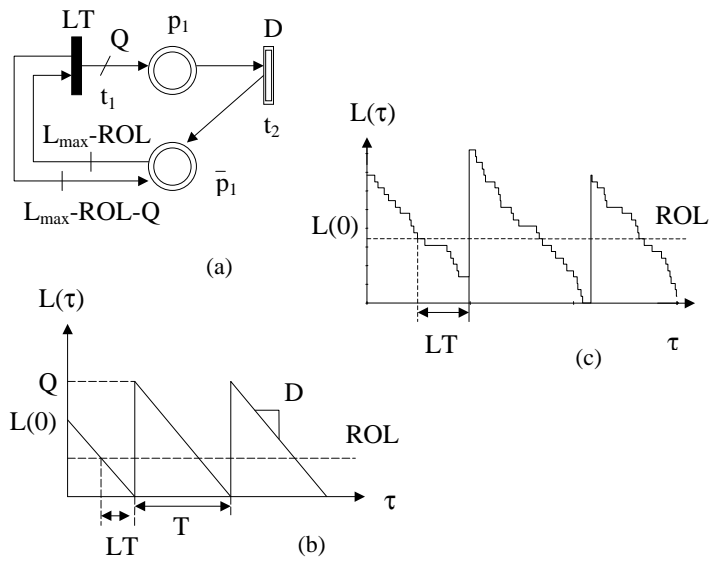 LT
Q
p₁
D
t₁
t₂
Lmax-ROL
p̄₁
Lmax-ROL-Q
(a)
L(τ)
L(0)
ROL
LT
τ
(c)
L(τ)
Q
D
L(0)
ROL
τ
LT
T
(b)